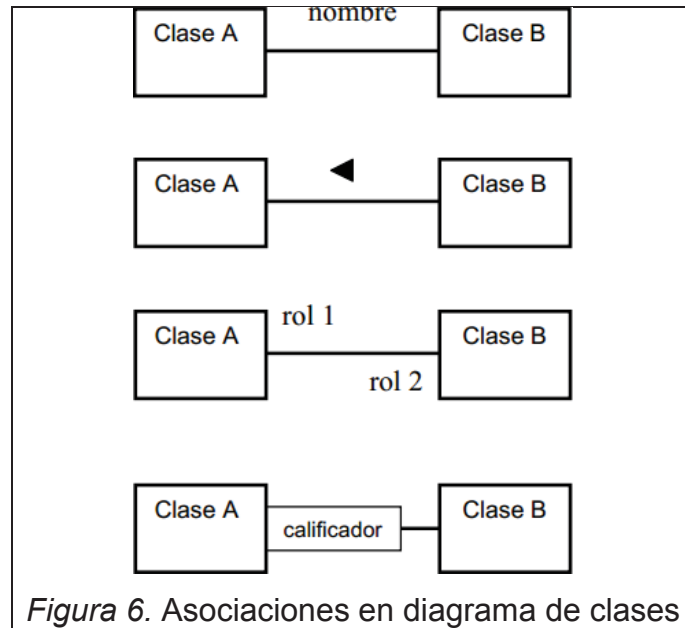 nombre
Clase A Clase B
Clase A Clase B
Clase A rol 1 Clase B
rol 2
Clase A calificador Clase B
Figura 6. Asociaciones en diagrama de clases